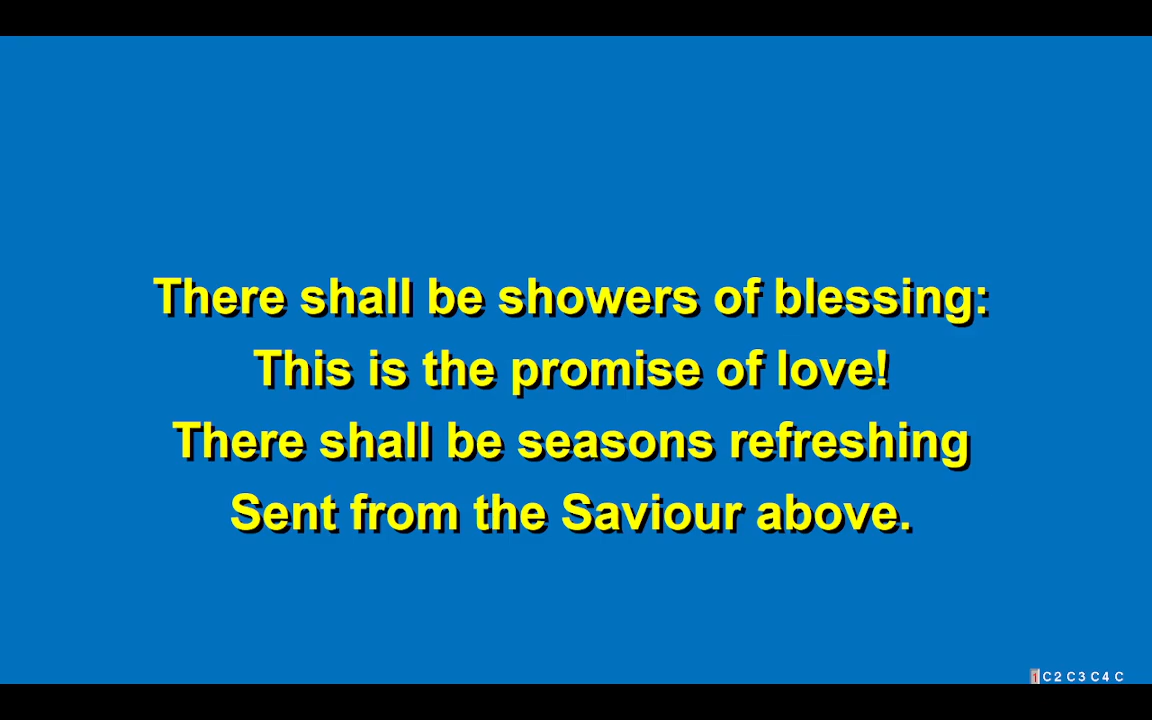 There shall be showers of blessing:
This is the promise of love!
There shall be seasons refreshing
Sent from the Saviour above.
1 C 2 C 3 C 4 C